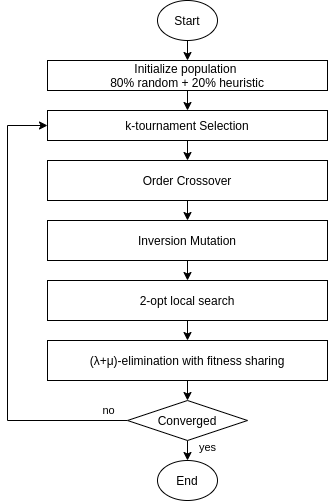 Start
Initialize population
80% random + 20% heuristic
k-tournament Selection
Order Crossover
Inversion Mutation
2-opt local search
(λ+μ)-elimination with fitness sharing
no
Converged
yes
End